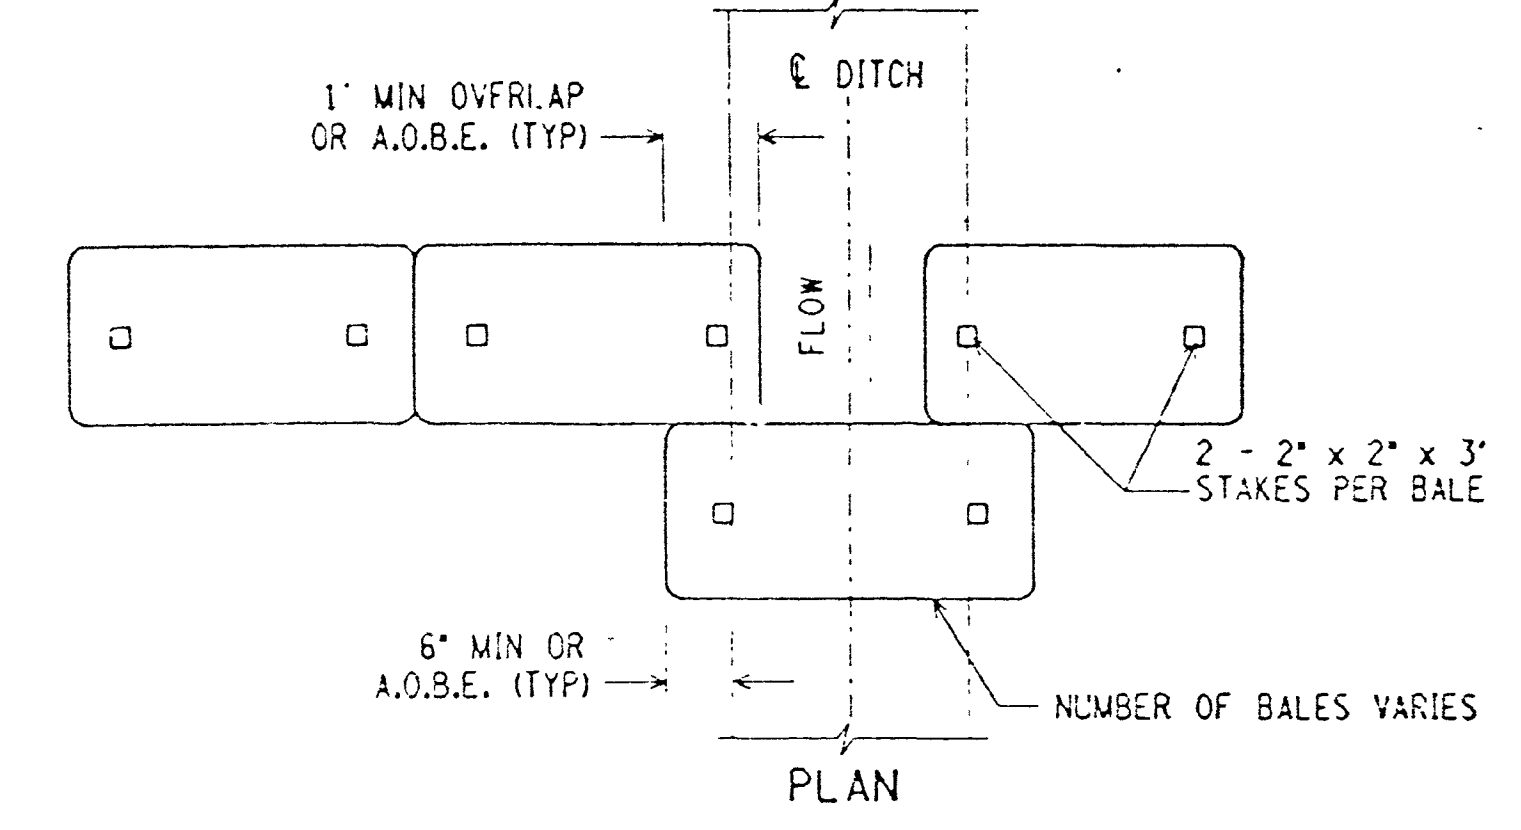 ℄ DITCH
1' MIN OVERLAP
OR A.O.B.E. (TYP)
FLOW
2 - 2" x 2" x 3'
STAKES PER BALE
6" MIN OR
A.O.B.E. (TYP)
NUMBER OF BALES VARIES
PLAN